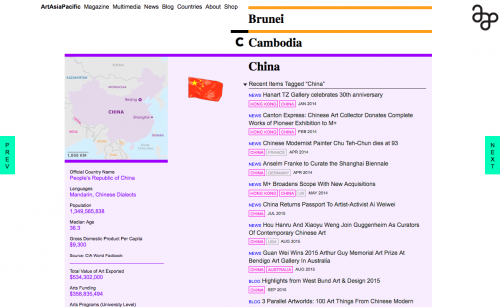 ArtAsiaPacific Magazine Multimedia News Blog Countries About Shop
Brunei
Cambodia
China
Recent Items Tagged "China"
NEWS Hanart TZ Gallery celebrates 30th anniversary
HONG KONG CHINA JAN 2014
NEWS Canton Express: Chinese Art Collector Donates Complete
Works of Pioneer Exhibition to M+
HONG KONG CHINA FEB 2014
NEWS Chinese Modernist Painter Chu Teh-Chun dies at 93
CHINA FRANCE APR 2014
NEWS Anselm Franke to Curate the Shanghai Biennale
CHINA GERMANY APR 2014
NEWS M+ Broadens Scope With New Acquisitions
HONG KONG CHINA UK MAY 2014
NEWS China Returns Passport To Artist-Activist Ai Weiwei
CHINA JUL 2015
NEWS Hou Hanru And Xiaoyu Weng Join Guggenheim As Curators
Of Contemporary Chinese Art
CHINA USA AUG 2015
NEWS Guan Wei Wins 2015 Arthur Guy Memorial Art Prize At
Bendigo Art Gallery In Australia
CHINA AUSTRALIA AUG 2015
BLOG Highlights from West Bund Art & Design 2015
CHINA SEP 2015
BLOG 3 Parallel Artworlds: 100 Art Things From Chinese Modern
CHINA
Beijing
Shanghai
MONGOLIA
1,000 KM
Official Country Name
People's Republic of China
Languages
Mandarin, Chinese Dialects
Population
1,349,585,838
Median Age
36.3
Gross Domestic Product Per Capita
$9,300
Source: CIA World Factbook
Total Value of Art Exported
$534,302,000
Arts Funding
$358,835,494
Arts Programs (University Level)
PREV
NEXT